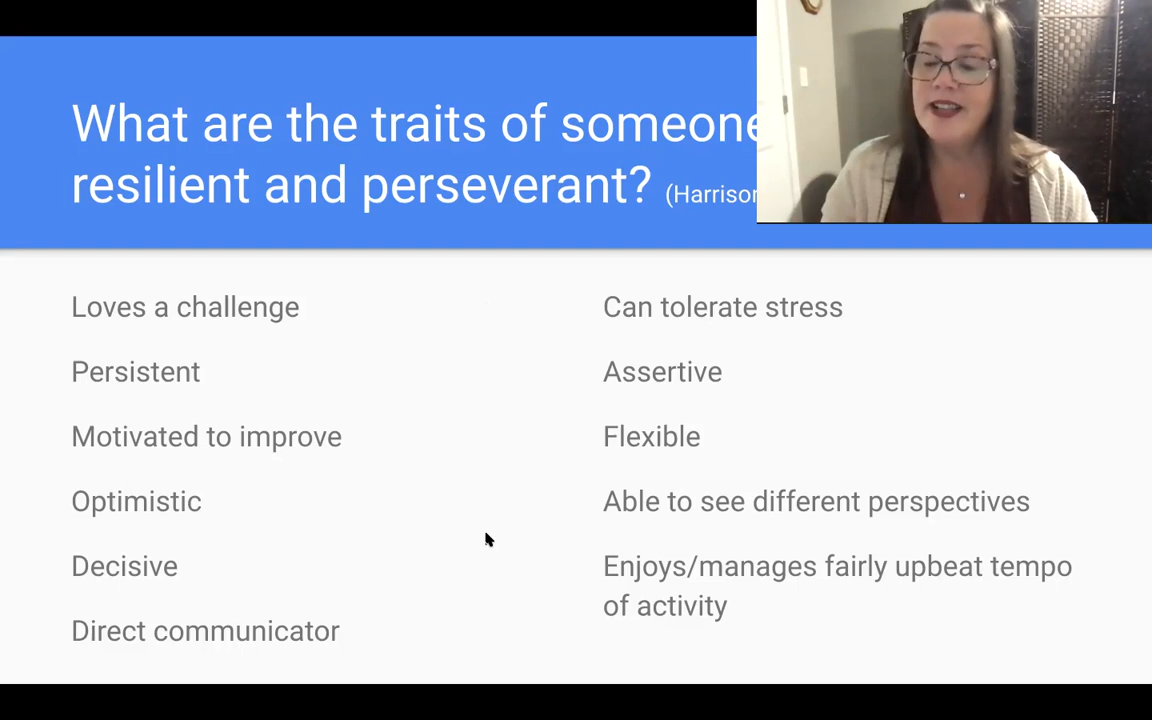 What are the traits of someone
resilient and perseverant? (Harrison
Loves a challenge
Persistent
Motivated to improve
Optimistic
Decisive
Direct communicator
Can tolerate stress
Assertive
Flexible
Able to see different perspectives
Enjoys/manages fairly upbeat tempo
of activity